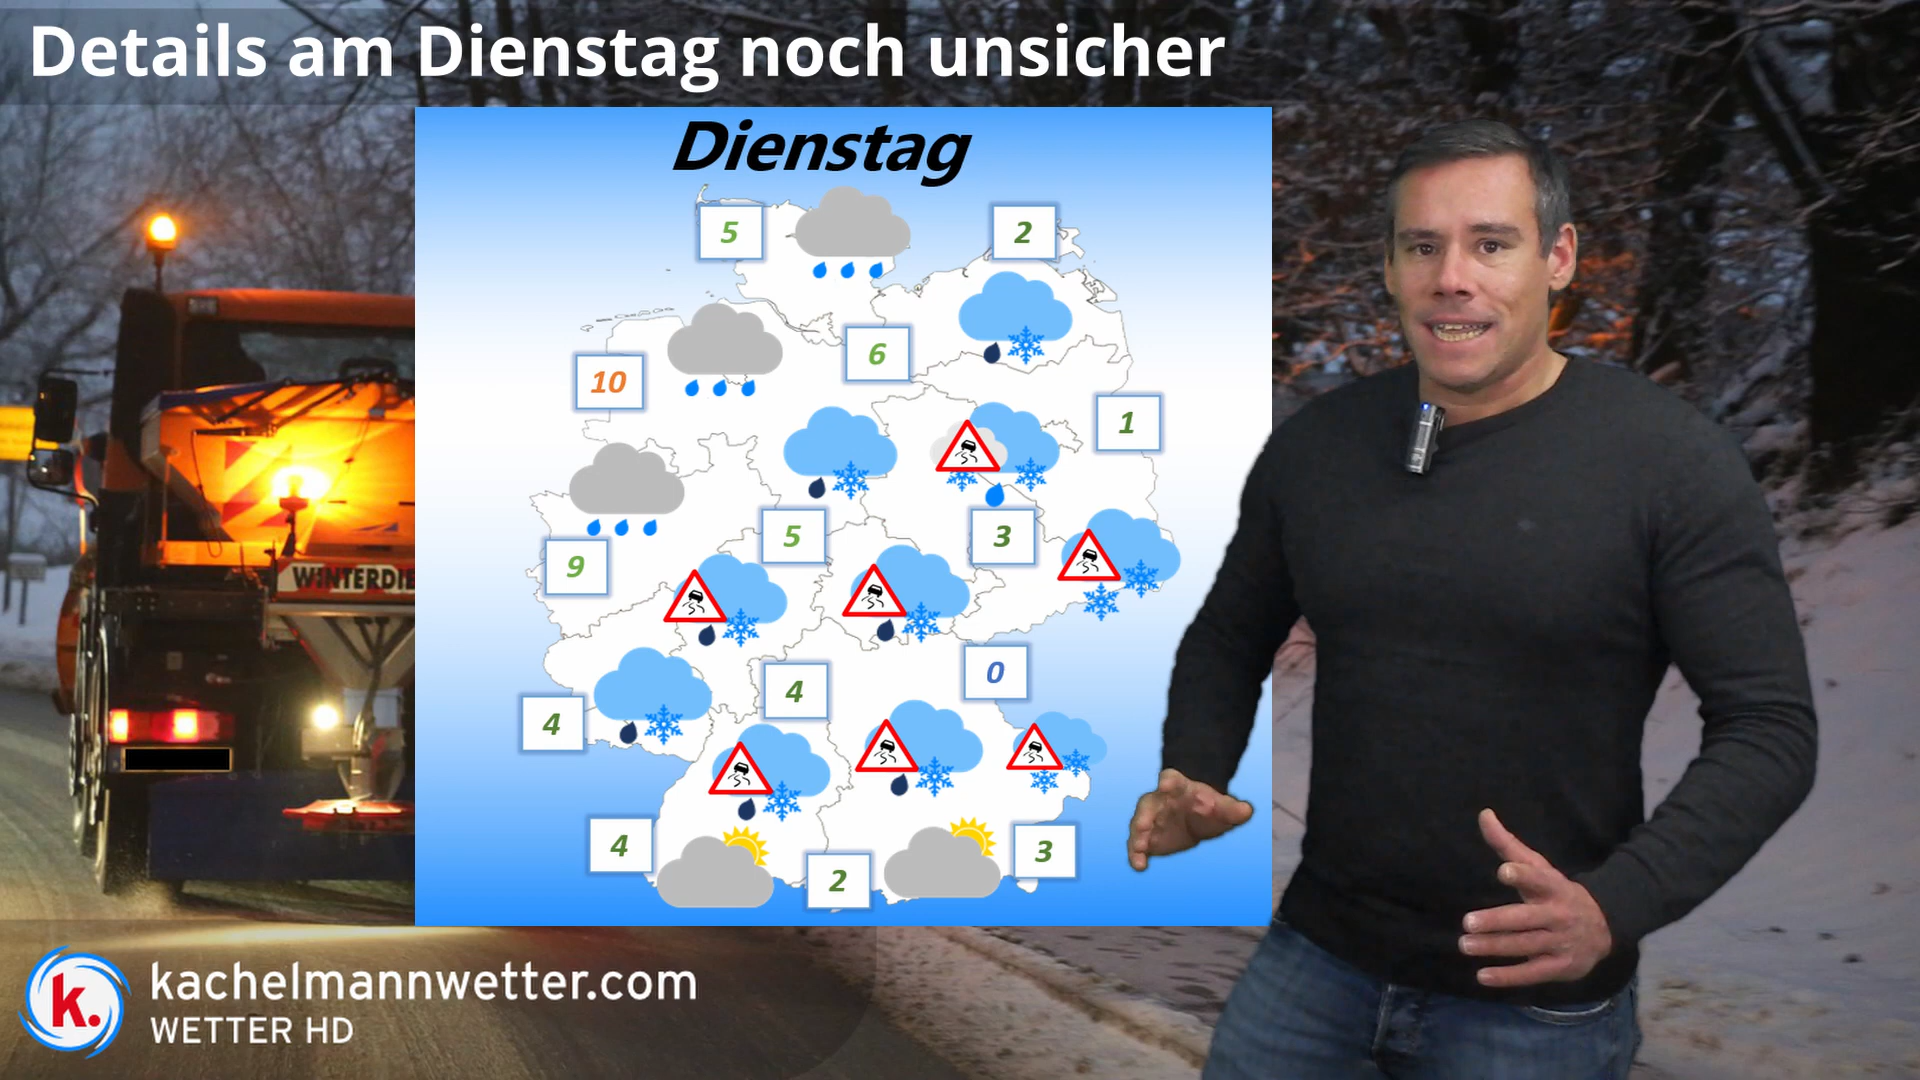 Details am Dienstag noch unsicher
Dienstag
5
2
6
10
1
5
3
9
0
4
4
4
3
2
WINTERDIE
k.
kachelmannwetter.com
WETTER HD